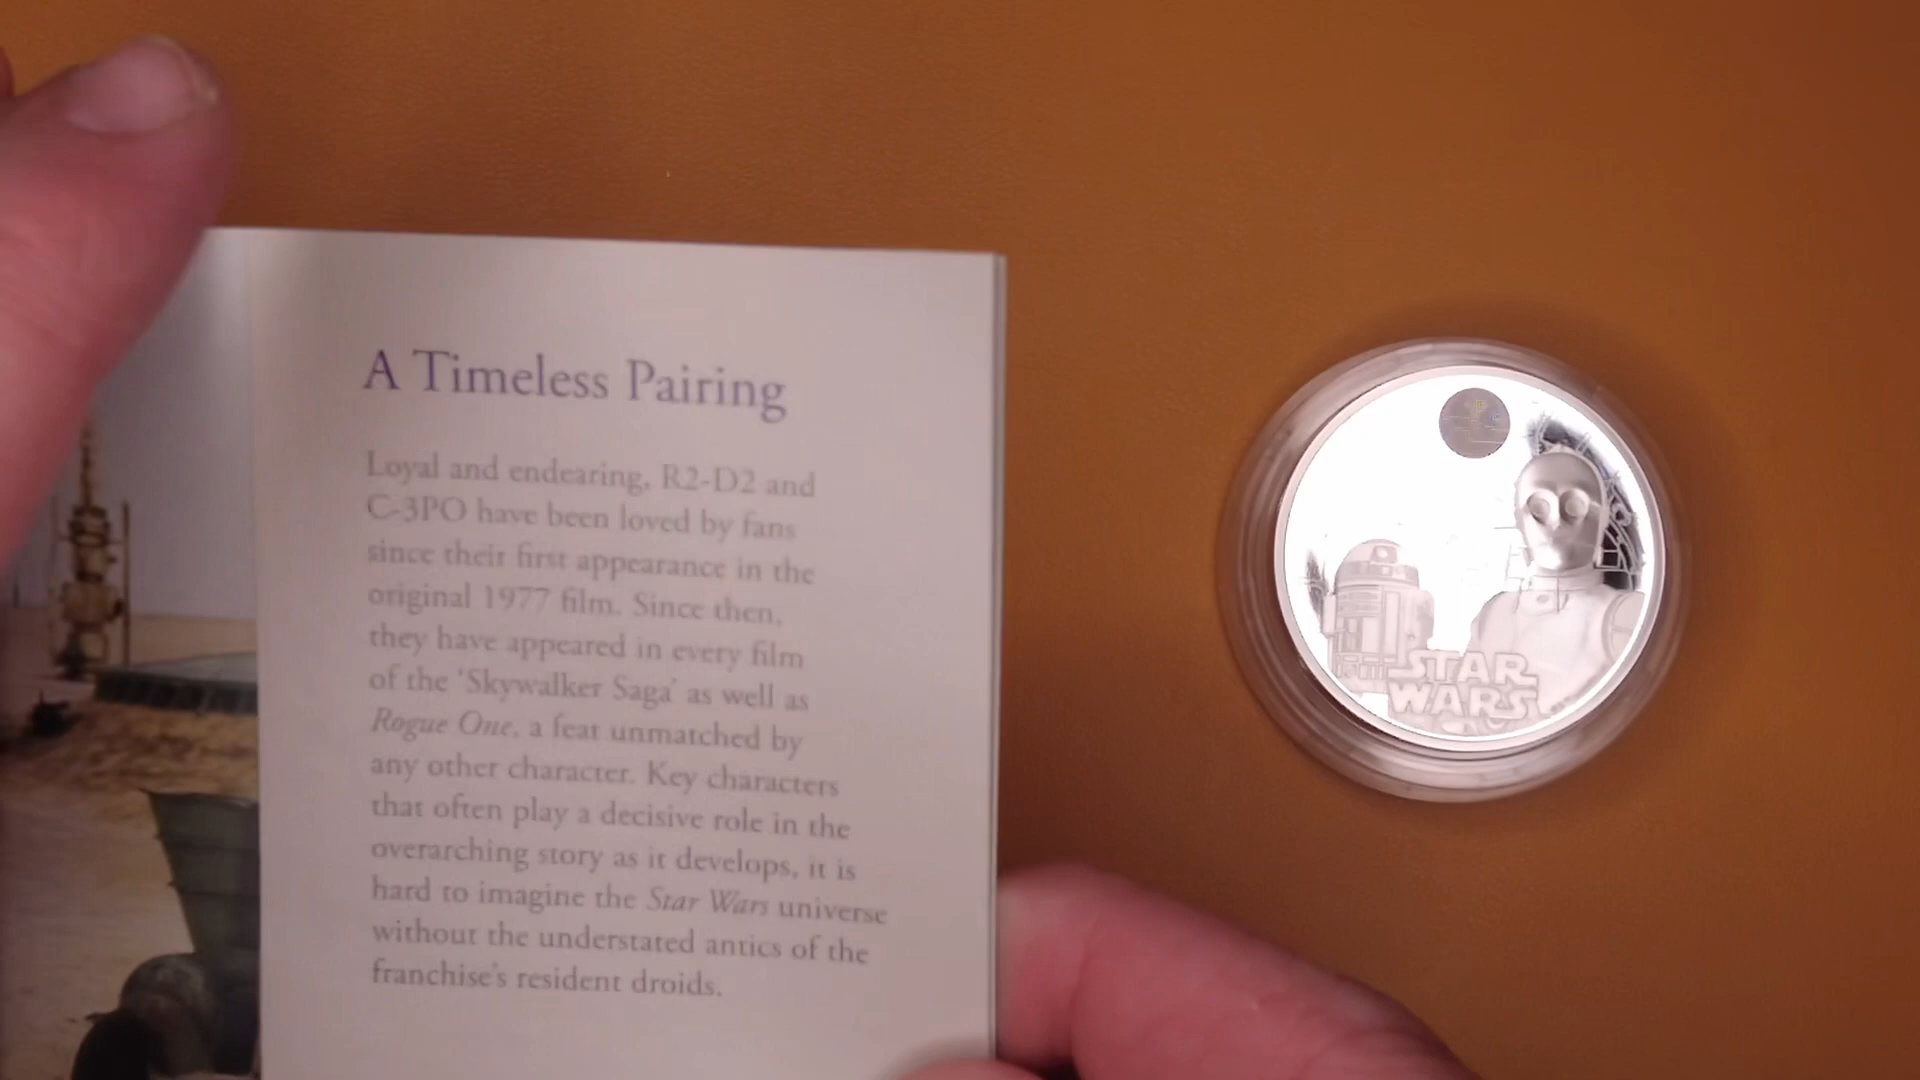 A Timeless Pairing
Loyal and endearing, R2-D2 and
C-3PO have been loved by fans
since their first appearance in the
original 1977 film. Since then,
they have appeared in every film
of the 'Skywalker Saga' as well as
Rogue One, a feat unmatched by
any other character. Key characters
that often play a decisive role in the
overarching story as it develops, it is
hard to imagine the Star Wars universe
without the understated antics of the
franchise's resident droids.
STAR
WARS